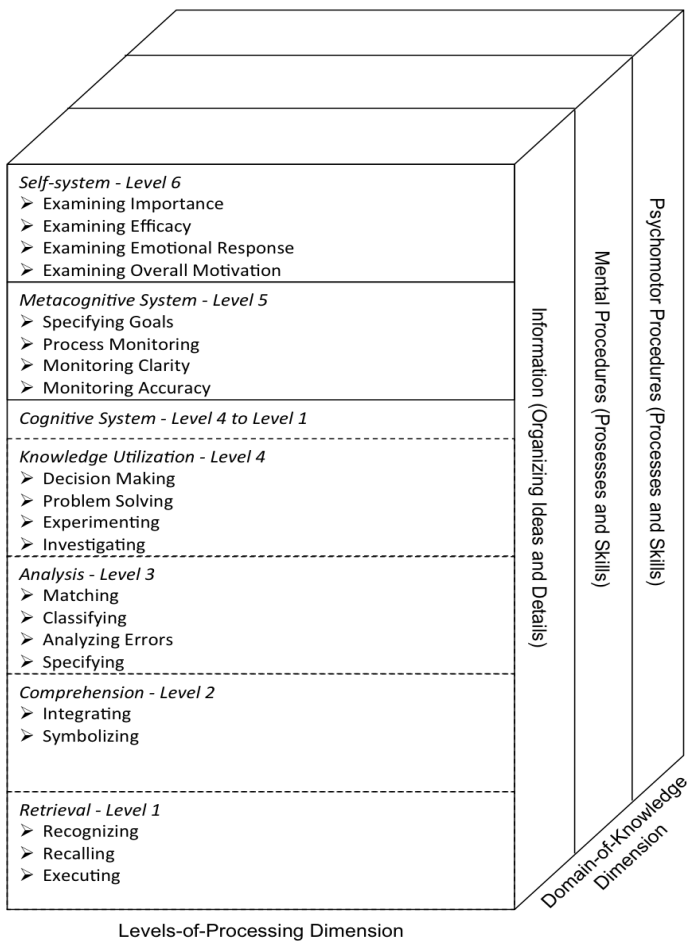 Self-system - Level 6
➢ Examining Importance
➢ Examining Efficacy
➢ Examining Emotional Response
➢ Examining Overall Motivation
Metacognitive System - Level 5
➢ Specifying Goals
➢ Process Monitoring
➢ Monitoring Clarity
➢ Monitoring Accuracy
Cognitive System - Level 4 to Level 1
Knowledge Utilization - Level 4
➢ Decision Making
➢ Problem Solving
➢ Experimenting
➢ Investigating
Analysis - Level 3
➢ Matching
➢ Classifying
➢ Analyzing Errors
➢ Specifying
Comprehension - Level 2
➢ Integrating
➢ Symbolizing
Retrieval - Level 1
➢ Recognizing
➢ Recalling
➢ Executing
Information (Organizing Ideas and Details)
Mental Procedures (Prosesses and Skills)
Psychomotor Procedures (Processes and Skills)
Domain-of-Knowledge
Dimension
Levels-of-Processing Dimension